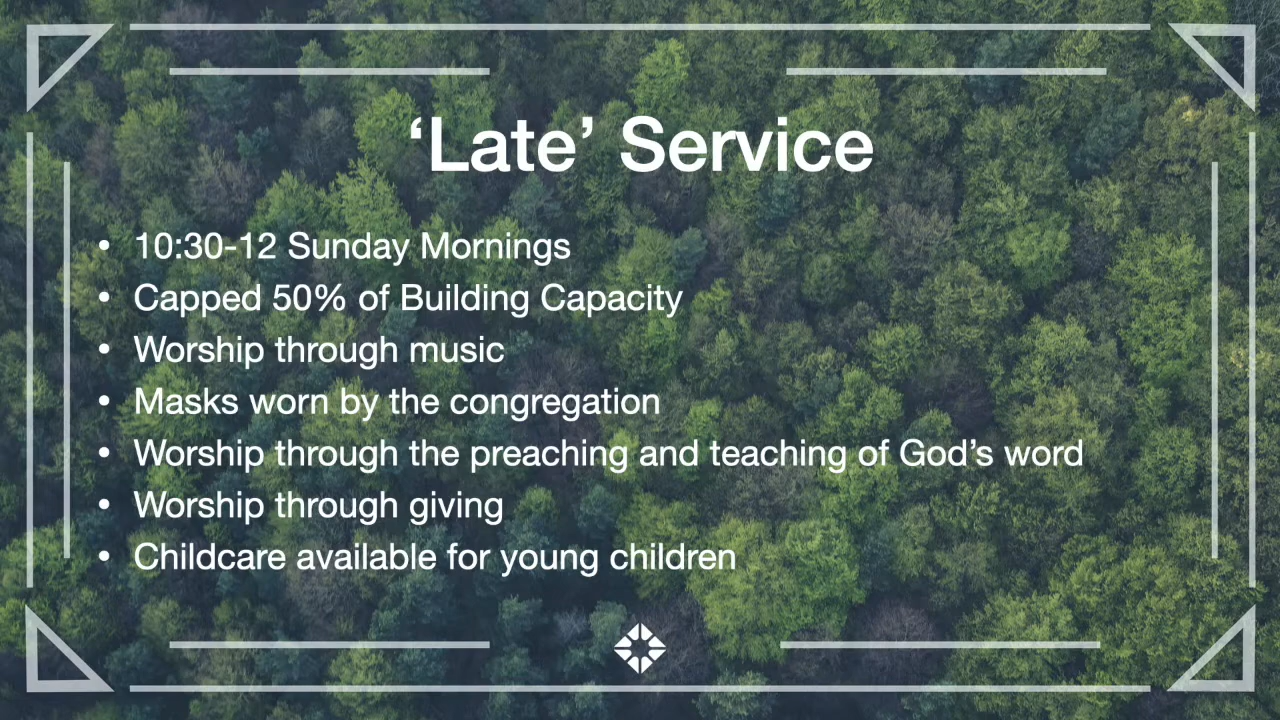 ‘Late’ Service
• 10:30-12 Sunday Mornings
• Capped 50% of Building Capacity
• Worship through music
• Masks worn by the congregation
• Worship through the preaching and teaching of God’s word
• Worship through giving
• Childcare available for young children